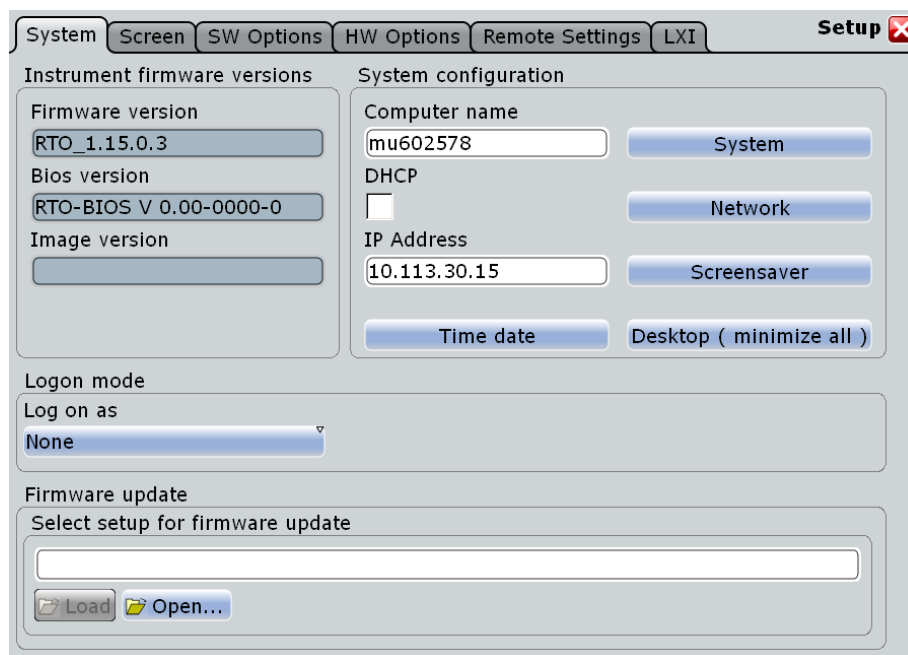 System Screen SW Options HW Options Remote Settings LXI Setup
Instrument firmware versions
Firmware version
RTO_1.15.0.3
Bios version
RTO-BIOS V 0.00-0000-0
Image version
System configuration
Computer name
mu602578
System
DHCP
Network
IP Address
10.113.30.15
Screensaver
Time date
Desktop ( minimize all )
Logon mode
Log on as
None
Firmware update
Select setup for firmware update
Load
Open...